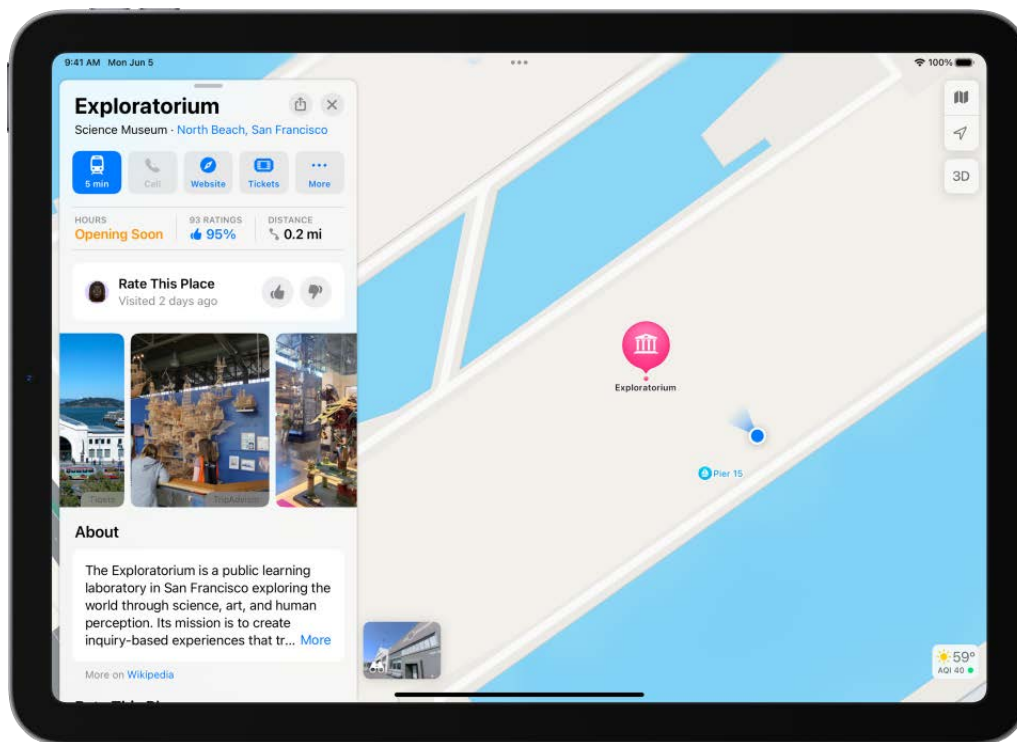 9:41 AM Mon Jun 5
100%
Exploratorium
Science Museum · North Beach, San Francisco
5 min
Call
Website
Tickets
More
HOURS
Opening Soon
93 RATINGS
95%
DISTANCE
0.2 mi
Rate This Place
Visited 2 days ago
TripAdvisor
About
The Exploratorium is a public learning
laboratory in San Francisco exploring the
world through science, art, and human
perception. Its mission is to create
inquiry-based experiences that tr... More
More on Wikipedia
3D
Exploratorium
Pier 15
59°
AQI 40